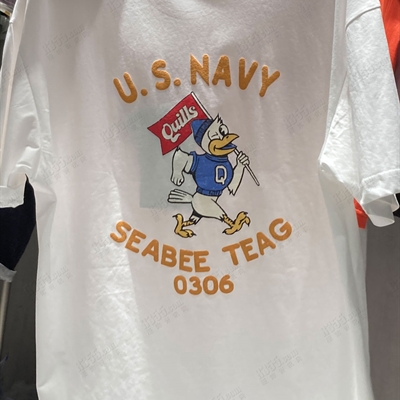 U.S. NAVY
Quills
Q
SEABEE TEAG
0306